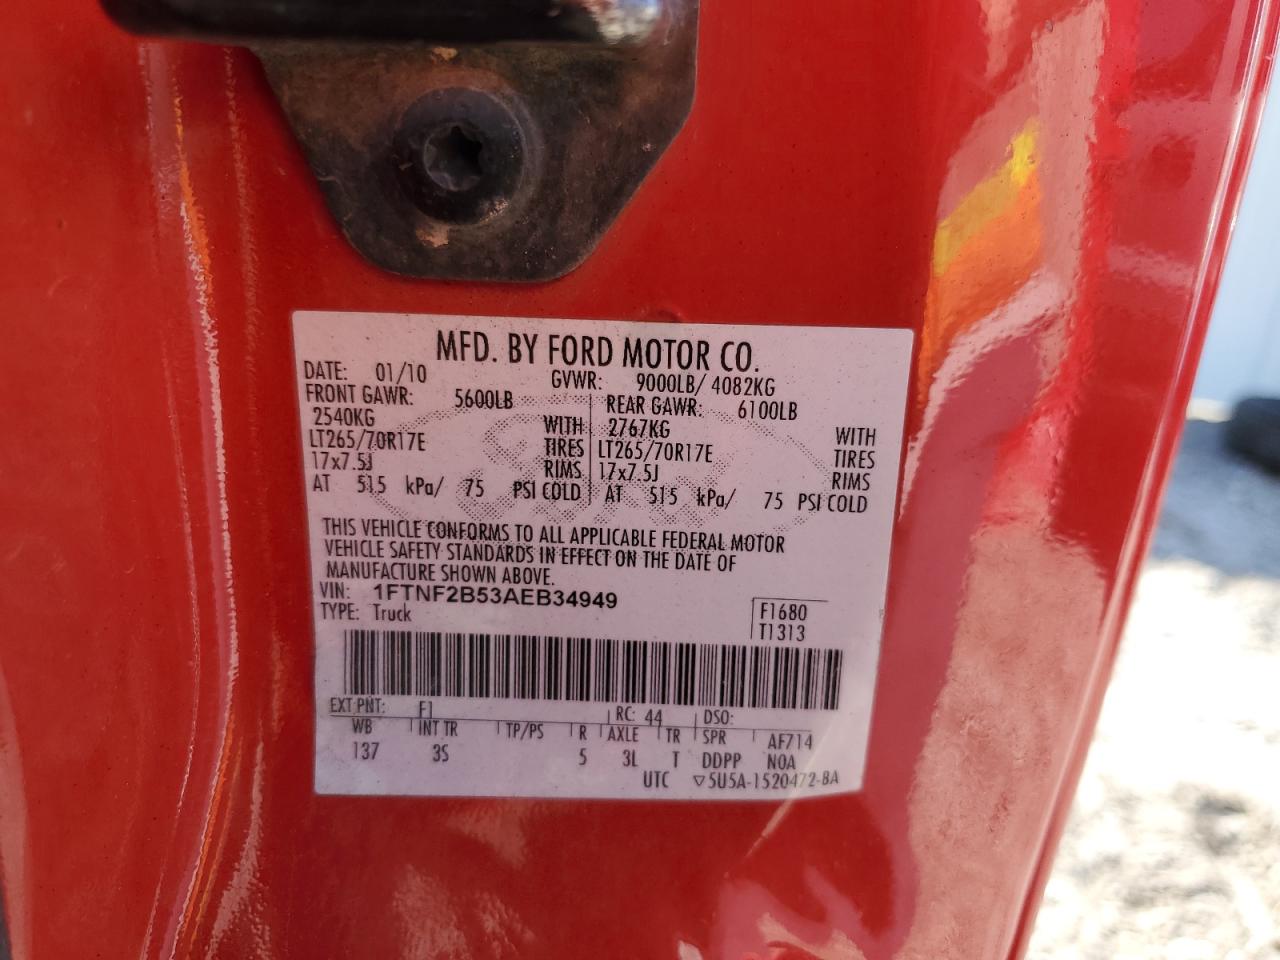 MFD. BY FORD MOTOR CO.
DATE: 01/10 GVWR: 9000LB/ 4082KG
FRONT GAWR: 5600LB REAR GAWR: 6100LB
2540KG WITH 2767KG WITH
LT265/70R17E TIRES LT265/70R17E TIRES
17x7.5J RIMS 17x7.5J RIMS
AT 515 kPa/ 75 PSI COLD AT 515 kPa/ 75 PSI COLD
THIS VEHICLE CONFORMS TO ALL APPLICABLE FEDERAL MOTOR
VEHICLE SAFETY STANDARDS IN EFFECT ON THE DATE OF
MANUFACTURE SHOWN ABOVE.
VIN: 1FTNF2B53AEB34949 F1680
TYPE: Truck T1313
EXT PNT: F1 RC: 44 DSO:
WB INT TR TP/PS R AXLE TR SPR AF714
137 3S 5 3L T DDPP N0A
UTC ▽5U5A-1520472-BA